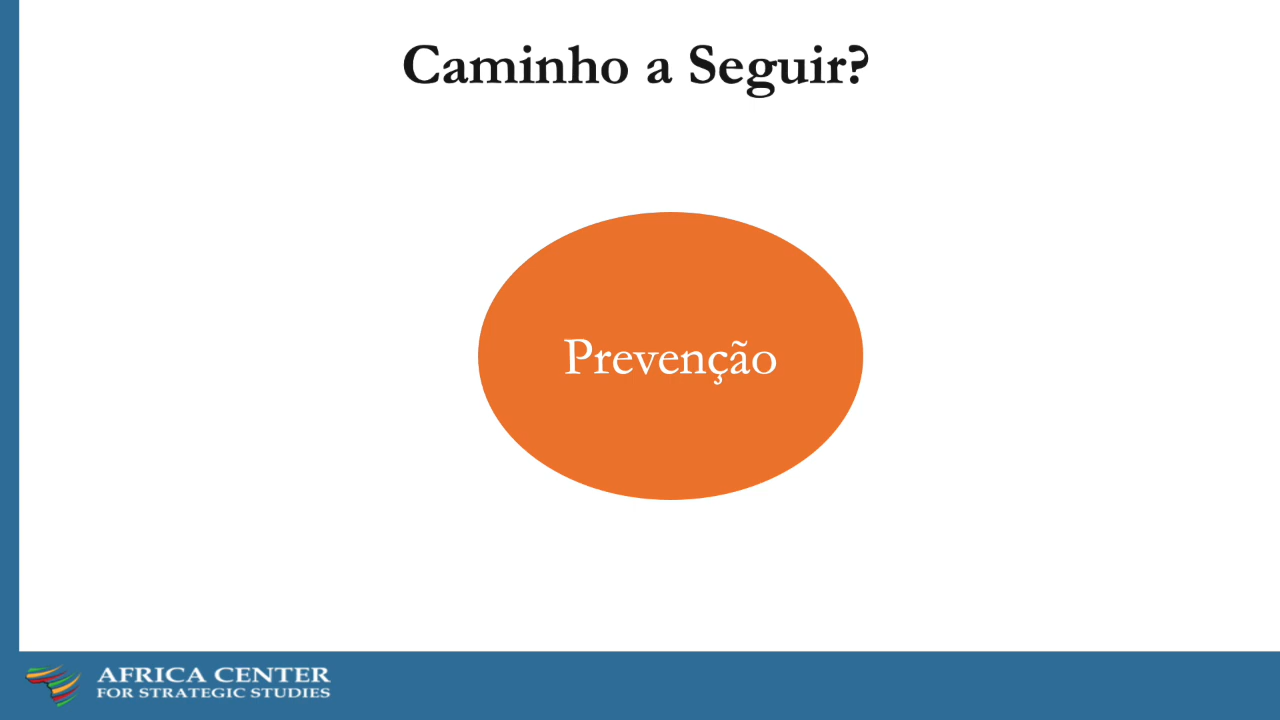 Caminho a Seguir?
Prevenção
AFRICA CENTER
FOR STRATEGIC STUDIES